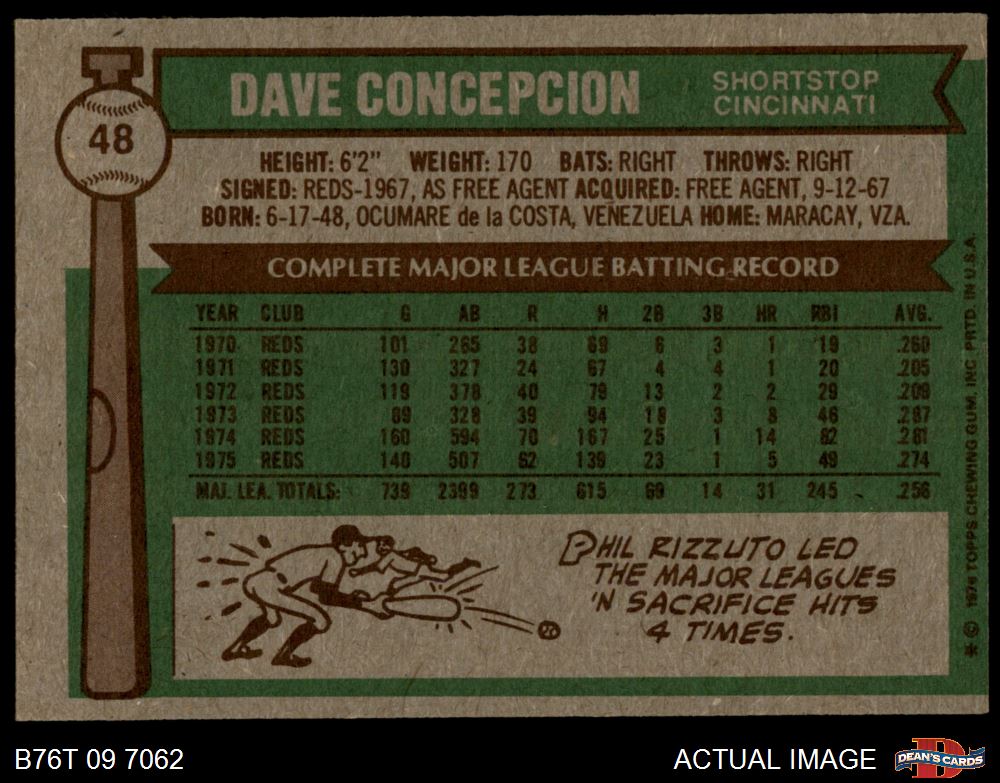 48
DAVE CONCEPCION
SHORTSTOP
CINCINNATI
HEIGHT: 6'2" WEIGHT: 170 BATS: RIGHT THROWS: RIGHT
SIGNED: REDS-1967, AS FREE AGENT ACQUIRED: FREE AGENT, 9-12-67
BORN: 6-17-48, OCUMARE de la COSTA, VENEZUELA HOME: MARACAY, VZA.
COMPLETE MAJOR LEAGUE BATTING RECORD
YEAR CLUB G AB R H 2B 3B HR RBI AVG.
1970 REDS 101 265 38 69 6 3 1 19 .260
1971 REDS 130 327 24 67 4 4 1 20 .205
1972 REDS 119 378 40 79 13 2 2 29 .209
1973 REDS 89 328 39 94 18 3 8 46 .287
1974 REDS 160 594 70 167 25 1 14 82 .281
1975 REDS 140 507 62 139 23 1 5 49 .274
MAJ. LEA. TOTALS: 739 2399 273 615 89 14 31 245 .256
PHIL RIZZUTO LED
THE MAJOR LEAGUES
'N SACRIFICE HITS
4 TIMES.
* © 1976 TOPPS CHEWING GUM, INC. PRTD. IN U.S.A.
B76T 09 7062
ACTUAL IMAGE
D
DEAN'S CARDS